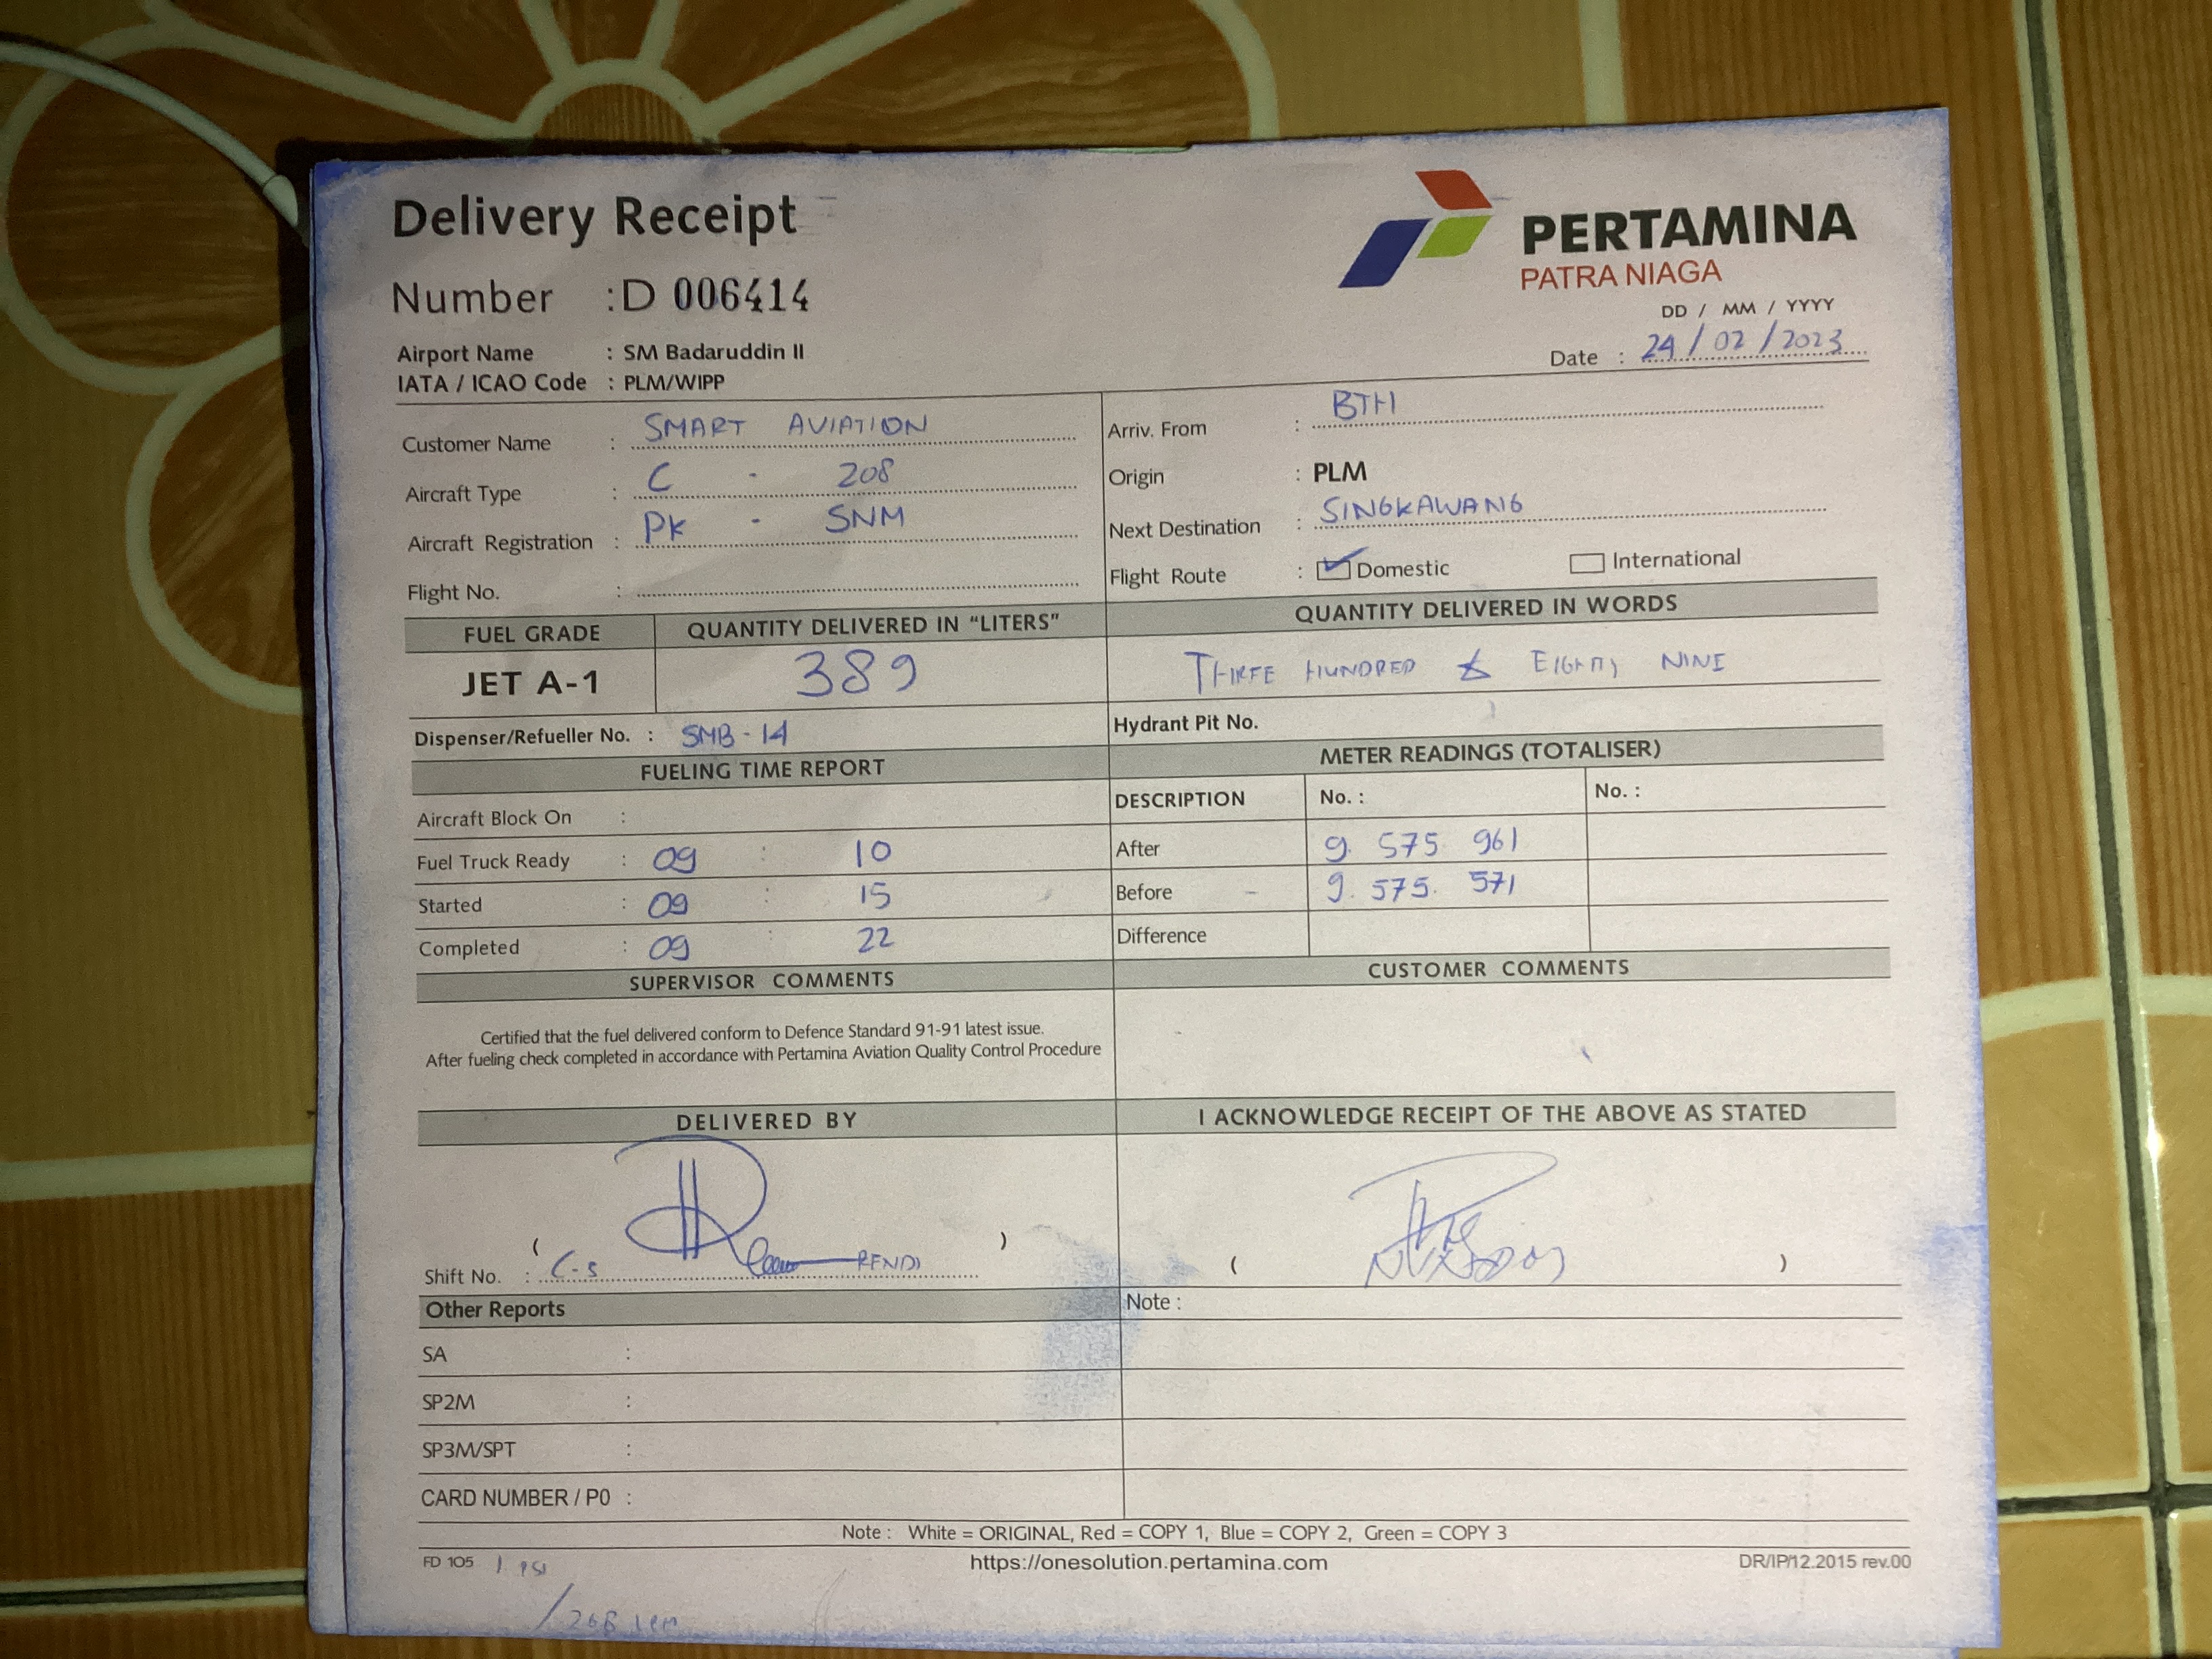 Delivery Receipt
PERTAMINA
PATRA NIAGA
Number : D 006414
DD / MM / YYYY
Date : 24 / 02 / 2023
Airport Name : SM Badaruddin II
IATA / ICAO Code : PLM/WIPP
Customer Name : SMART AVIATION
Aircraft Type : C - 208
Aircraft Registration : PK - SNM
Flight No. :
Arriv. From : BTH
Origin : PLM
Next Destination : SINGKAWANG
Flight Route : Domestic International
FUEL GRADE QUANTITY DELIVERED IN "LITERS" QUANTITY DELIVERED IN WORDS
JET A-1 389 THREE HUNDRED & EIGHTY NINE
Dispenser/Refueller No. : SMB - 14 Hydrant Pit No.
FUELING TIME REPORT
Aircraft Block On :
Fuel Truck Ready : 09 : 10
Started : 09 : 15
Completed : 09 : 22
METER READINGS (TOTALISER)
DESCRIPTION No. : No. :
After 9. 575 961
Before - 9. 575. 571
Difference
SUPERVISOR COMMENTS CUSTOMER COMMENTS
Certified that the fuel delivered conform to Defence Standard 91-91 latest issue.
After fueling check completed in accordance with Pertamina Aviation Quality Control Procedure
DELIVERED BY I ACKNOWLEDGE RECEIPT OF THE ABOVE AS STATED
( ) ( )
Shift No. : C-5 RENDI
Other Reports Note :
SA :
SP2M :
SP3M/SPT :
CARD NUMBER / P0 :
Note : White = ORIGINAL, Red = COPY 1, Blue = COPY 2, Green = COPY 3
FD 105 1. PSI https://onesolution.pertamina.com DR/IP/12.2015 rev.00